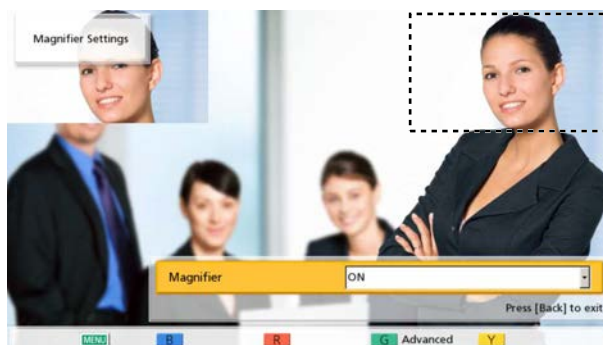 Magnifier Settings
Magnifier ON
Press [Back] to exit
MENU B R G Advanced Y